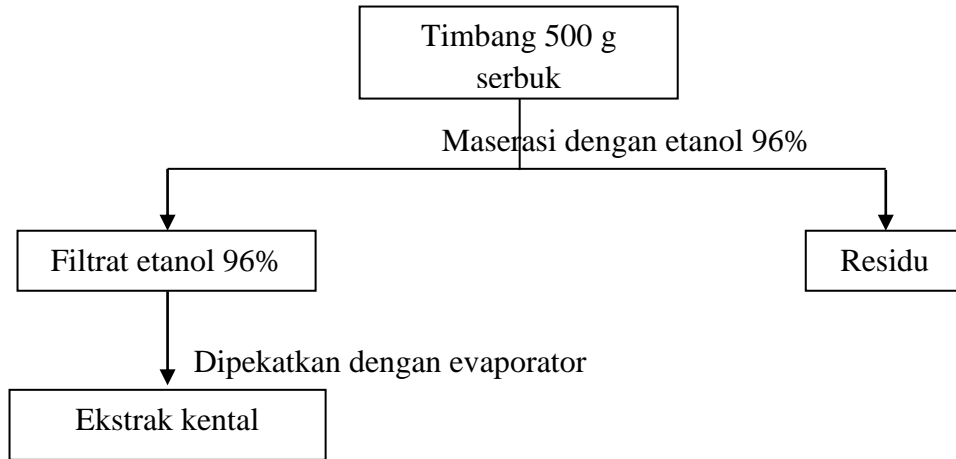 Timbang 500 g
serbuk
Maserasi dengan etanol 96%
Filtrat etanol 96%
Residu
Dipekatkan dengan evaporator
Ekstrak kental